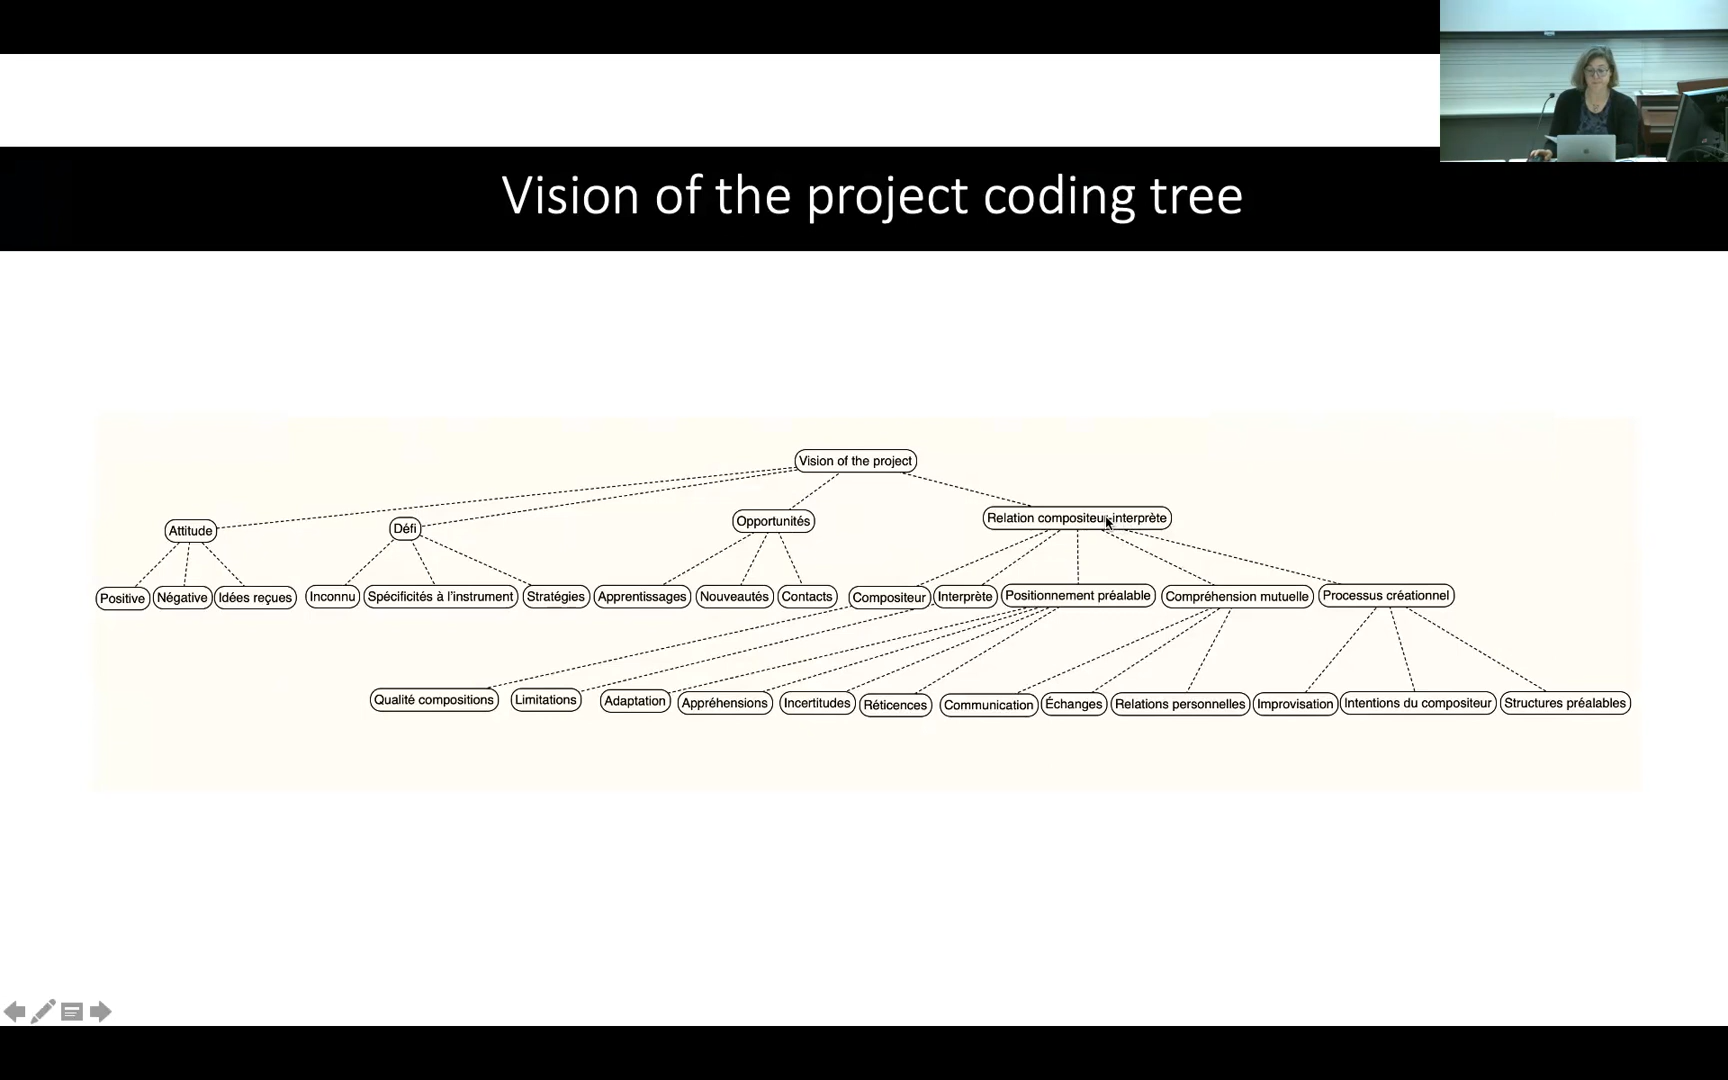 Vision of the project coding tree
Vision of the project
Attitude
Défi
Opportunités
Relation compositeur-interprète
Positive
Négative
Idées reçues
Inconnu
Spécificités à l'instrument
Stratégies
Apprentissages
Nouveautés
Contacts
Compositeur
Interprète
Positionnement préalable
Compréhension mutuelle
Processus créationnel
Qualité compositions
Limitations
Adaptation
Appréhensions
Incertitudes
Réticences
Communication
Échanges
Relations personnelles
Improvisation
Intentions du compositeur
Structures préalables